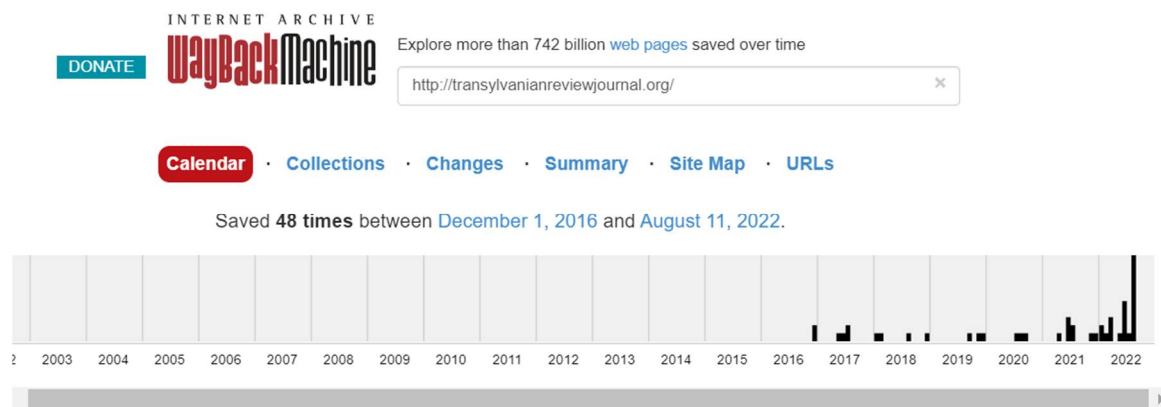 INTERNET ARCHIVE
DONATE
WayBackMachine
Explore more than 742 billion web pages saved over time
http://transylvanianreviewjournal.org/ ×
Calendar · Collections · Changes · Summary · Site Map · URLs
Saved 48 times between December 1, 2016 and August 11, 2022.
2 2003 2004 2005 2006 2007 2008 2009 2010 2011 2012 2013 2014 2015 2016 2017 2018 2019 2020 2021 2022